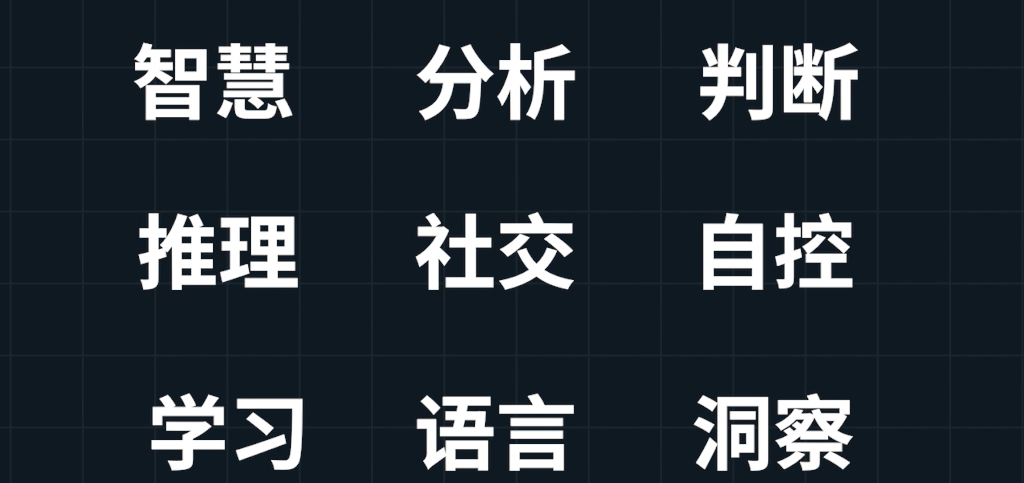 智慧 分析 判断
推理 社交 自控
学习 语言 洞察